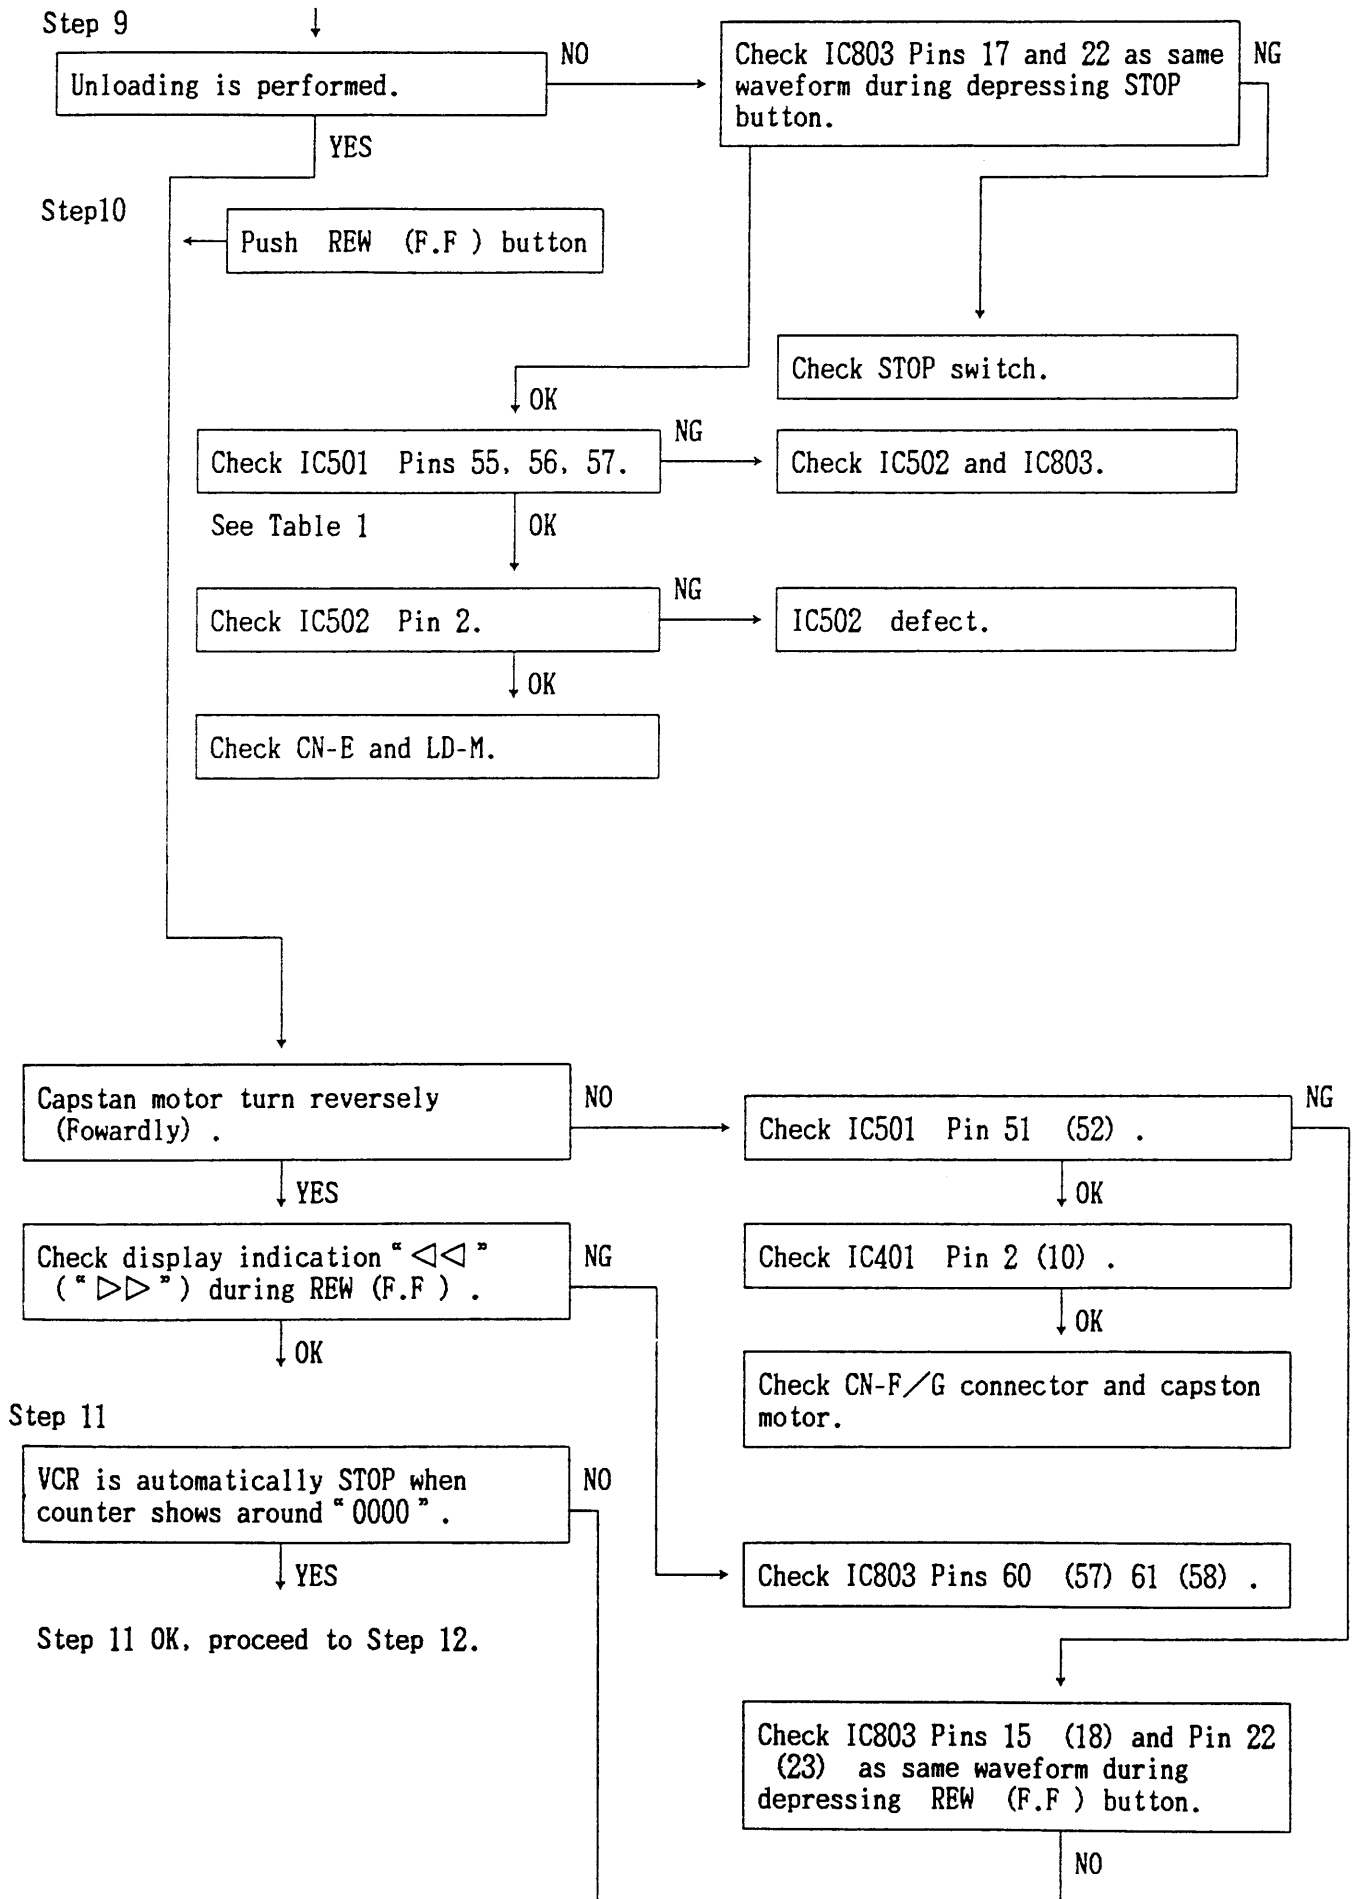 Step 9
Unloading is performed.
NO
Check IC803 Pins 17 and 22 as same
waveform during depressing STOP
button.
NG
YES
Step10
Push REW (F.F ) button
Check STOP switch.
OK
Check IC501 Pins 55, 56, 57.
NG
Check IC502 and IC803.
See Table 1
OK
Check IC502 Pin 2.
NG
IC502 defect.
OK
Check CN-E and LD-M.
Capstan motor turn reversely
(Fowardly) .
NO
Check IC501 Pin 51 (52) .
NG
YES
OK
Check display indication “ ◁◁ ”
( “ ▷▷ ” ) during REW (F.F ) .
NG
Check IC401 Pin 2 (10) .
OK
OK
Check CN-F/G connector and capston
motor.
Step 11
VCR is automatically STOP when
counter shows around “ 0000 ” .
NO
YES
Check IC803 Pins 60 (57) 61 (58) .
Step 11 OK, proceed to Step 12.
Check IC803 Pins 15 (18) and Pin 22
(23) as same waveform during
depressing REW (F.F ) button.
NO